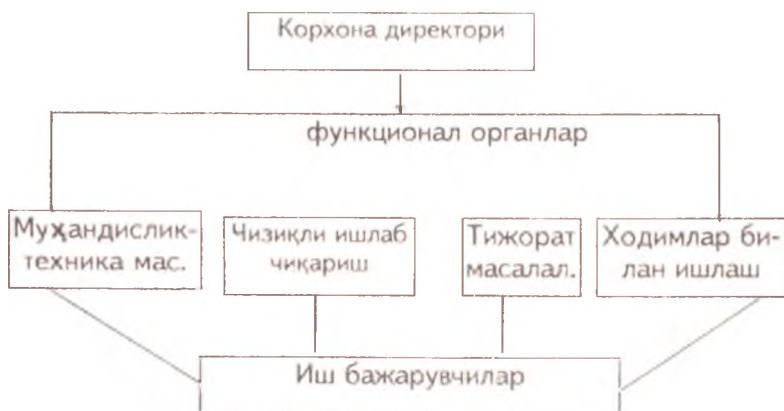 Корхона директори
функционал органлар
Муҳандислик-
техника мас.
Чизиқли ишлаб
чиқариш
Тижорат
масалал.
Ходимлар би-
лан ишлаш
Иш бажарувчилар